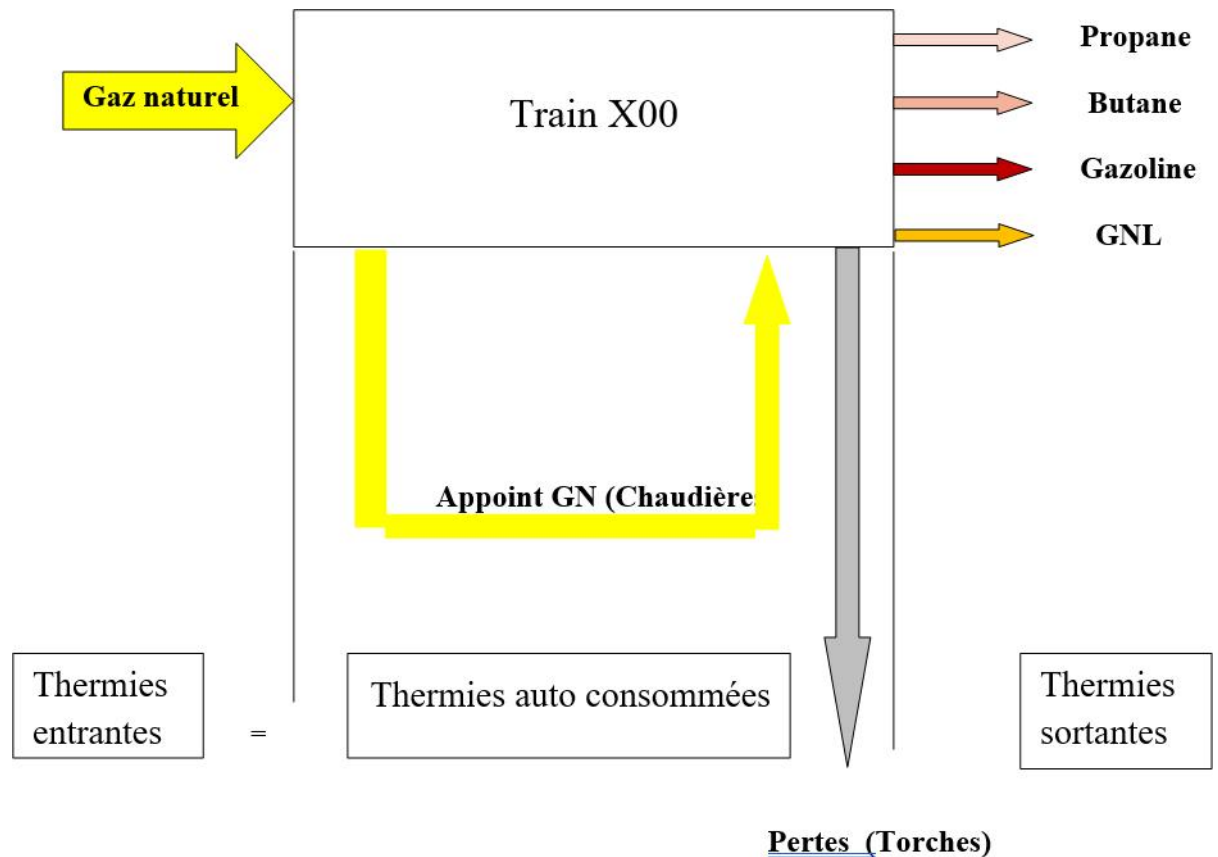 Propane
Gaz naturel
Train X00
Butane
Gazoline
GNL
Appoint GN (Chaudières
Thermies
entrantes
=
Thermies auto consommées
Thermies
sortantes
Pertes (Torches)